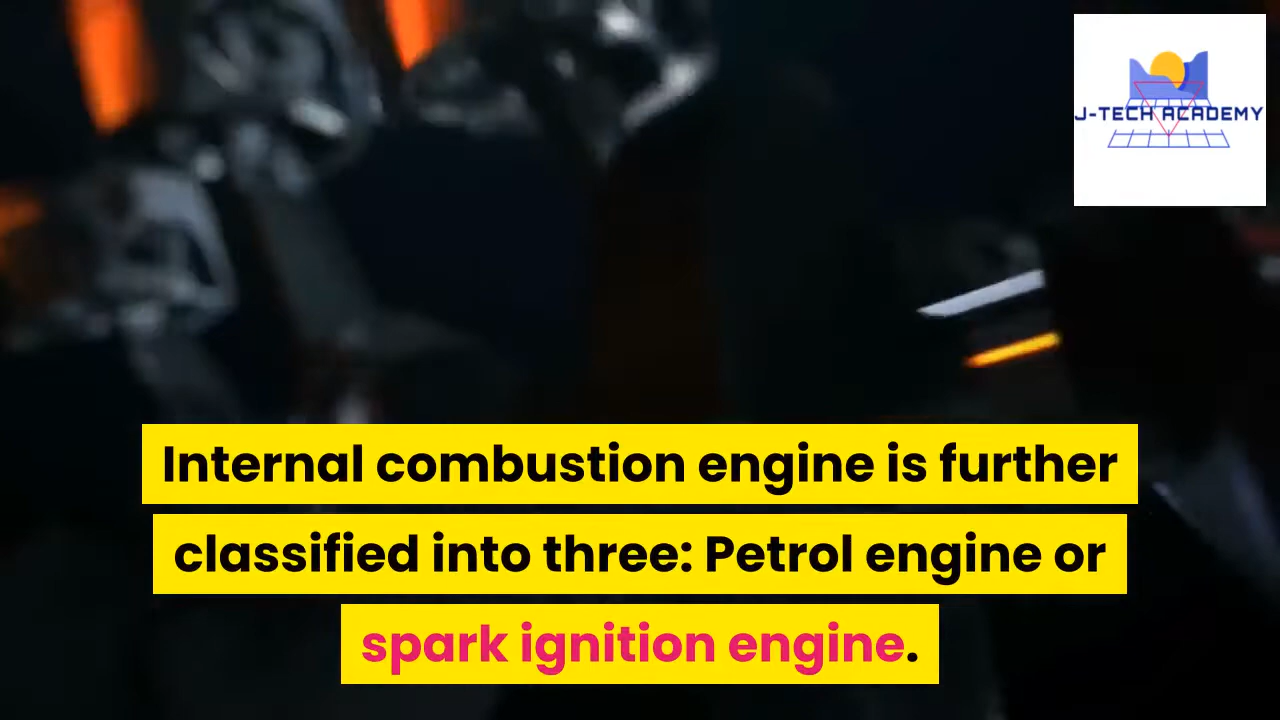 J-TECH ACADEMY
Internal combustion engine is further
classified into three: Petrol engine or
spark ignition engine.